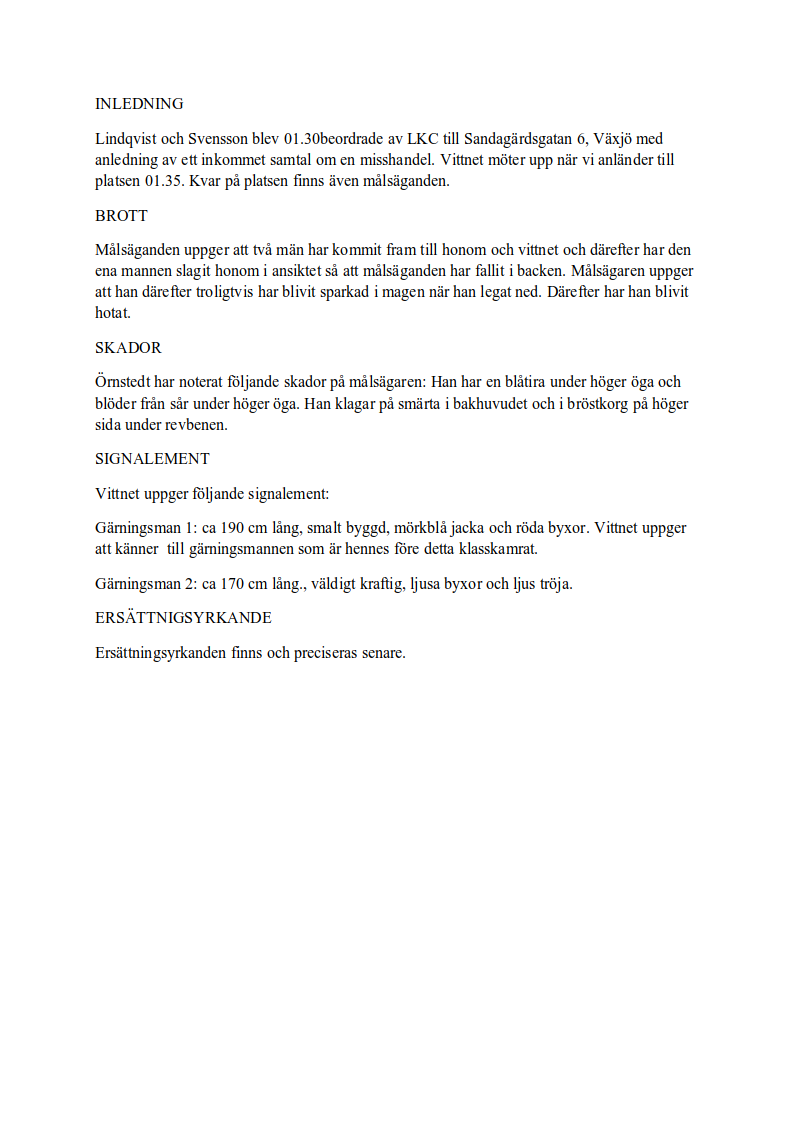 INLEDNING
Lindqvist och Svensson blev 01.30beordrade av LKC till Sandagärdsgatan 6, Växjö med
anledning av ett inkommet samtal om en misshandel. Vittnet möter upp när vi anländer till
platsen 01.35. Kvar på platsen finns även målsäganden.
BROTT
Målsäganden uppger att två män har kommit fram till honom och vittnet och därefter har den
ena mannen slagit honom i ansiktet så att målsäganden har fallit i backen. Målsägaren uppger
att han därefter troligtvis har blivit sparkad i magen när han legat ned. Därefter har han blivit
hotat.
SKADOR
Örnstedt har noterat följande skador på målsägaren: Han har en blåtira under höger öga och
blöder från sår under höger öga. Han klagar på smärta i bakhuvudet och i bröstkorg på höger
sida under revbenen.
SIGNALEMENT
Vittnet uppger följande signalement:
Gärningsman 1: ca 190 cm lång, smalt byggd, mörkblå jacka och röda byxor. Vittnet uppger
att känner  till gärningsmannen som är hennes före detta klasskamrat.
Gärningsman 2: ca 170 cm lång., väldigt kraftig, ljusa byxor och ljus tröja.
ERSÄTTNIGSYRKANDE
Ersättningsyrkanden finns och preciseras senare.